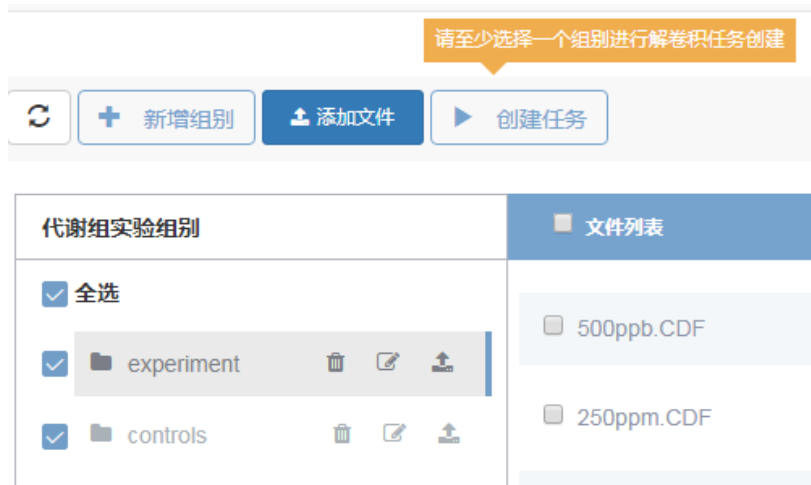 请至少选择一个组别进行解卷积任务创建
新增组别
添加文件
创建任务
代谢组实验组别
文件列表
全选
500ppb.CDF
experiment
250ppm.CDF
controls